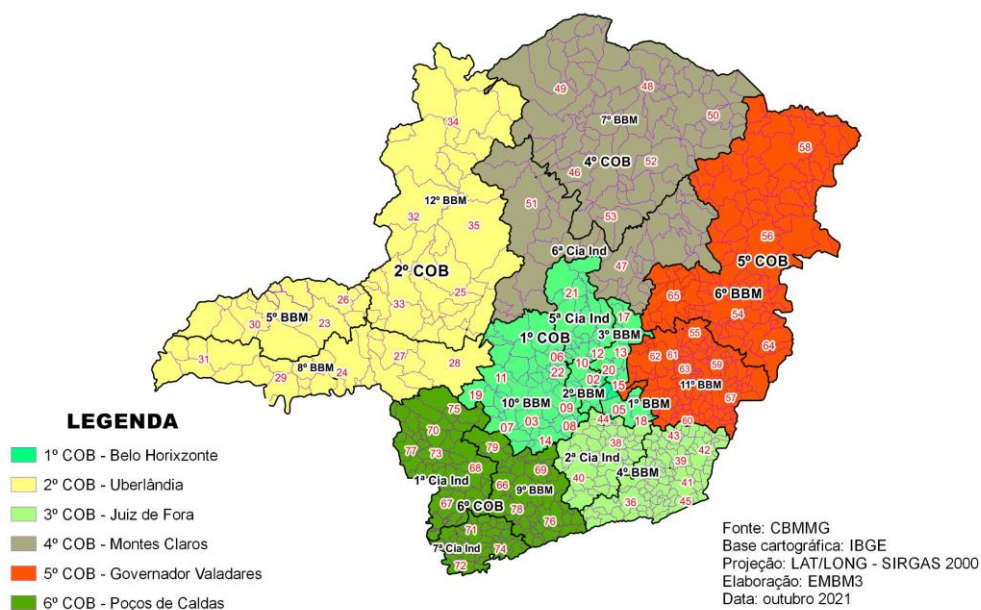 49
48
50
7º BBM
34
58
4º COB
52
46
12º BBM
51
32
35
53
56
6ª Cia Ind
5º COB
2º COB
47
21
65
6º BBM
25
26
33
5ª Cia Ind
17
54
5º BBM
30
23
1º COB
3º BBM
55
64
31
27
28
06
12
13
62
61
63
59
8º BBM
29
24
22
10
20
02
11
15
11º BBM
2º BBM
19
10º BBM
09
05
1º BBM
57
75
07
03
08
44
18
60
70
14
38
43
42
77
73
79
2ª Cia Ind
39
1ª Cia Ind
68
69
4º BBM
66
9º BBM
40
41
67
6º COB
78
36
45
71
76
7ª Cia Ind
74
72
LEGENDA
1º COB - Belo Horixzonte
2º COB - Uberlândia
3º COB - Juiz de Fora
4º COB - Montes Claros
5º COB - Governador Valadares
6º COB - Poços de Caldas
Fonte: CBMMG
Base cartográfica: IBGE
Projeção: LAT/LONG - SIRGAS 2000
Elaboração: EMBM3
Data: outubro 2021